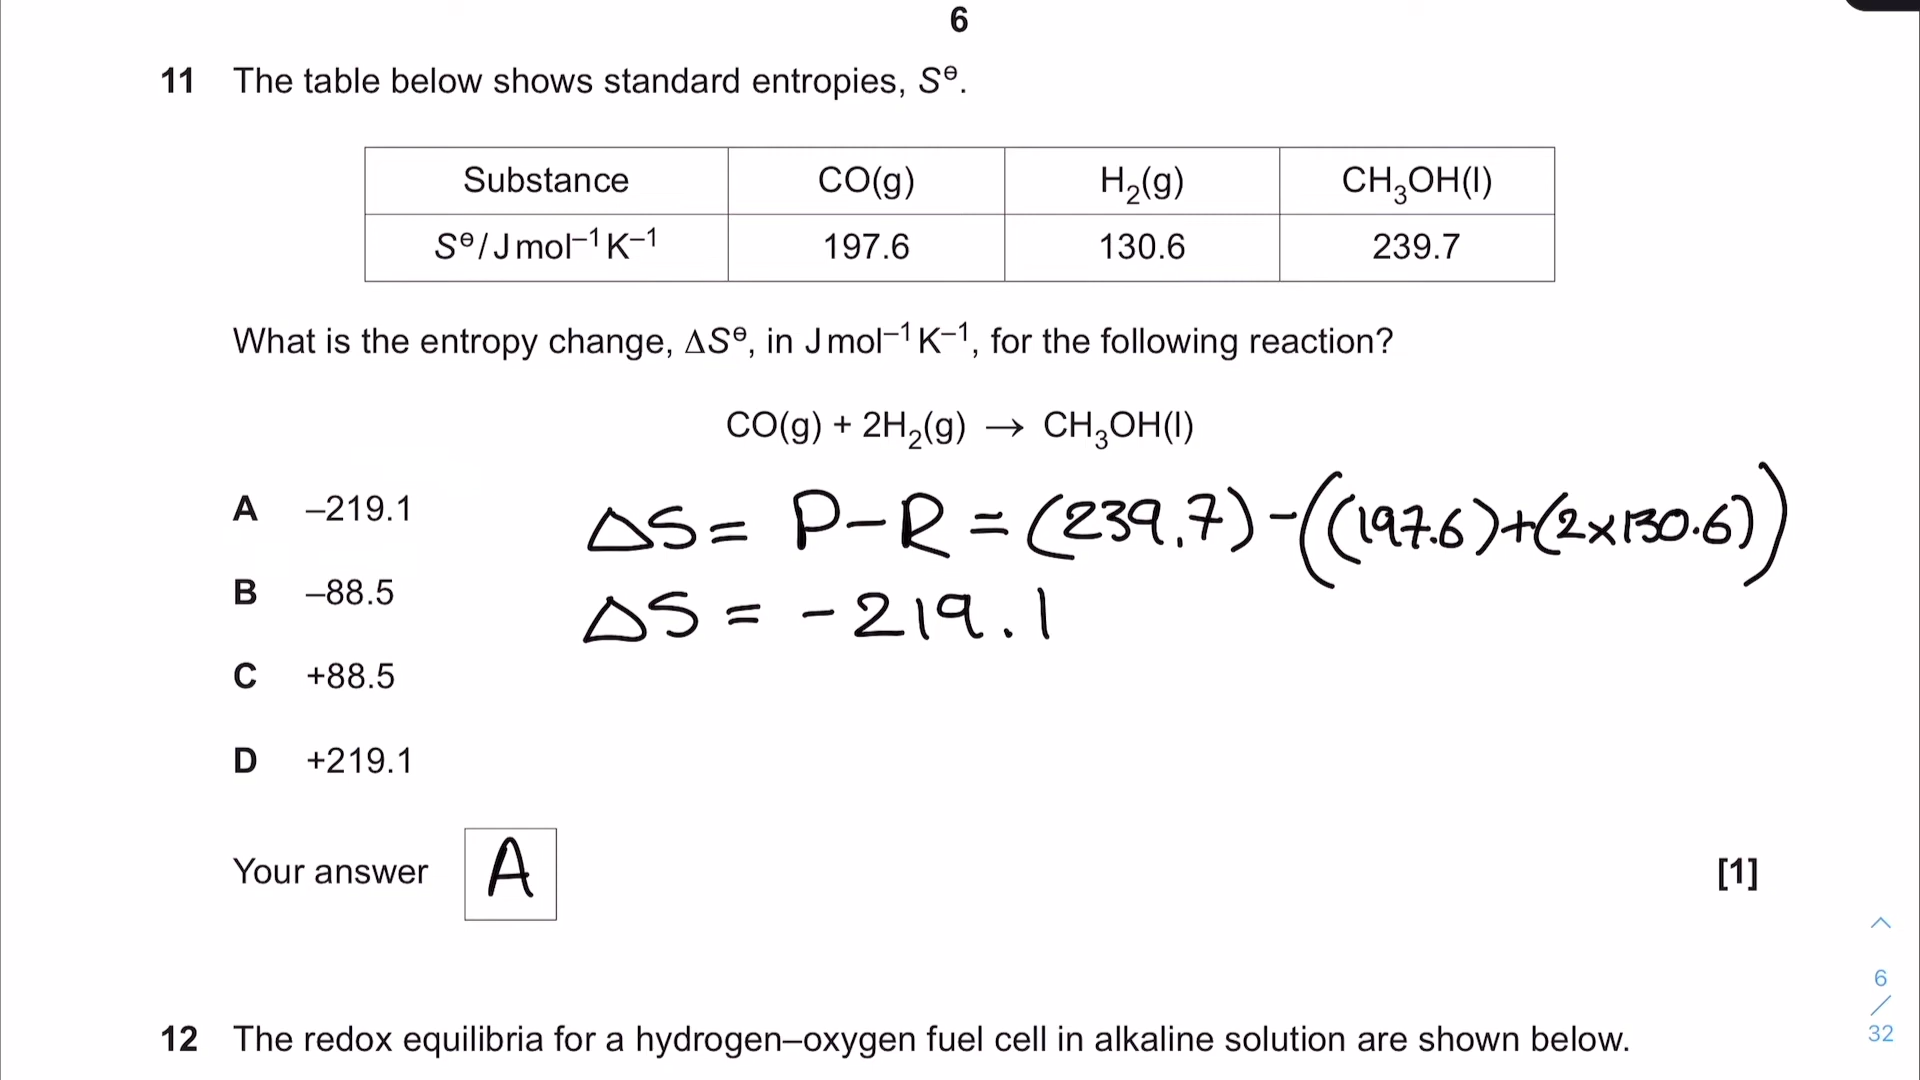 6
11 The table below shows standard entropies, S⦵.
Substance CO(g) H₂(g) CH₃OH(l)
S⦵/J mol⁻¹ K⁻¹ 197.6 130.6 239.7
What is the entropy change, ΔS⦵, in J mol⁻¹ K⁻¹, for the following reaction?
CO(g) + 2H₂(g) → CH₃OH(l)
A –219.1
ΔS = P – R = (239.7) – ((197.6)+(2×130.6))
B –88.5
ΔS = –219.1
C +88.5
D +219.1
Your answer A [1]
6
/
32
12 The redox equilibria for a hydrogen–oxygen fuel cell in alkaline solution are shown below.